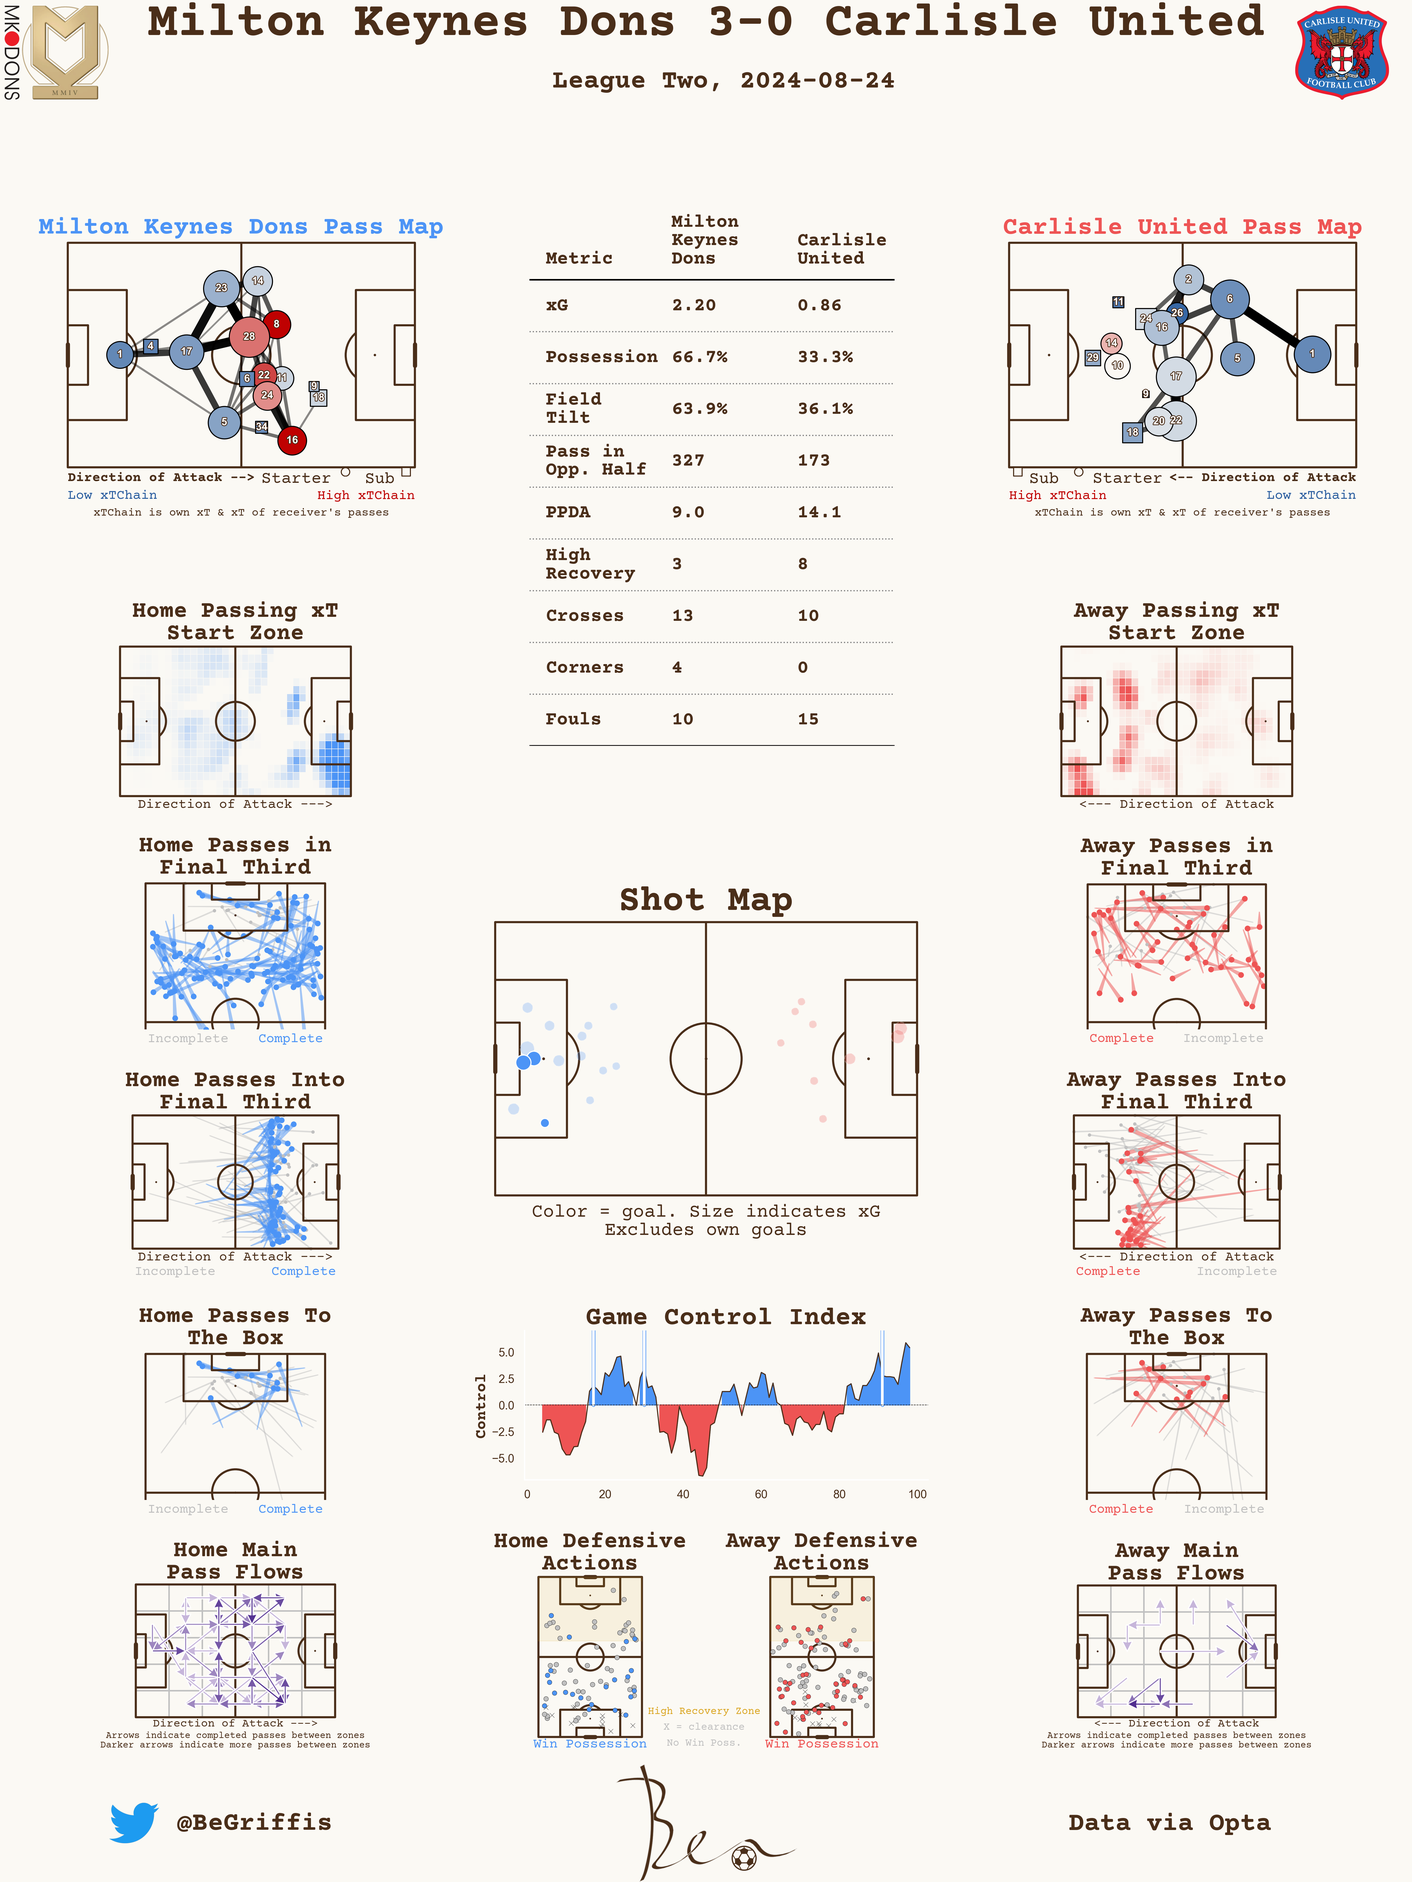 Milton Keynes Dons 3-0 Carlisle United
League Two, 2024-08-24
MK DONS
MMIV
CARLISLE UNITED
FOOTBALL CLUB
Milton Keynes Dons Pass Map
23
14
8
28
1
4
17
22
6
11
24
9
18
5
34
16
Direction of Attack --> Starter Sub
Low xTChain High xTChain
xTChain is own xT & xT of receiver's passes
Metric Milton Keynes Dons Carlisle United
xG 2.20 0.86
Possession 66.7% 33.3%
Field Tilt 63.9% 36.1%
Pass in Opp. Half 327 173
PPDA 9.0 14.1
High Recovery 3 8
Crosses 13 10
Corners 4 0
Fouls 10 15
Carlisle United Pass Map
2
6
11
24
26
16
14
29
10
5
1
17
9
18
20
22
Sub Starter <-- Direction of Attack
High xTChain Low xTChain
xTChain is own xT & xT of receiver's passes
Home Passing xT
Start Zone
Direction of Attack --->
Away Passing xT
Start Zone
<--- Direction of Attack
Home Passes in
Final Third
Incomplete Complete
Away Passes in
Final Third
Complete Incomplete
Shot Map
Color = goal. Size indicates xG
Excludes own goals
Home Passes Into
Final Third
Direction of Attack --->
Incomplete Complete
Away Passes Into
Final Third
<--- Direction of Attack
Complete Incomplete
Home Passes To
The Box
Incomplete Complete
Game Control Index
Control
5.0
2.5
0.0
−2.5
−5.0
0 20 40 60 80 100
Away Passes To
The Box
Complete Incomplete
Home Main
Pass Flows
Direction of Attack --->
Arrows indicate completed passes between zones
Darker arrows indicate more passes between zones
Home Defensive
Actions
Win Possession
High Recovery Zone
X = clearance
No Win Poss.
Away Defensive
Actions
Win Possession
Away Main
Pass Flows
<--- Direction of Attack
Arrows indicate completed passes between zones
Darker arrows indicate more passes between zones
@BeGriffis
Ben
Data via Opta